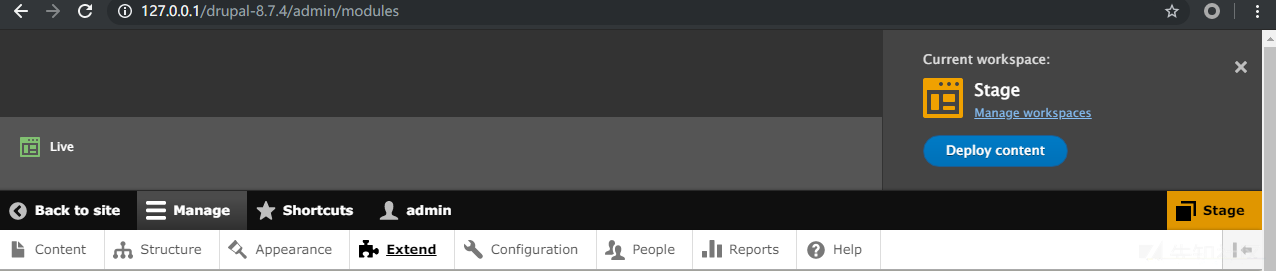 127.0.0.1/drupal-8.7.4/admin/modules
Current workspace:
Stage
Manage workspaces
Deploy content
Live
Back to site Manage Shortcuts admin Stage
Content Structure Appearance Extend Configuration People Reports Help